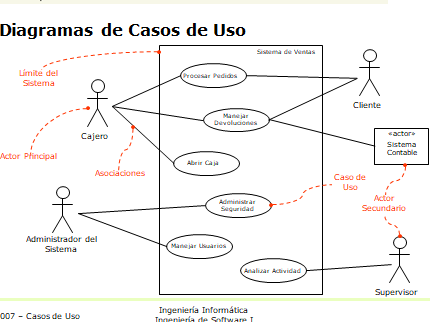 Diagramas de Casos de Uso
Sistema de Ventas
Límite del
Sistema
Procesar Pedidos
Cliente
Cajero
Manejar
Devoluciones
«actor»
Sistema
Contable
Actor Principal
Asociaciones
Abrir Caja
Caso de
Uso
Administrar
Seguridad
Actor
Secundario
Administrador del
Sistema
Manejar Usuarios
Analizar Actividad
Supervisor
007 – Casos de Uso
Ingeniería Informática
Ingeniería de Software I